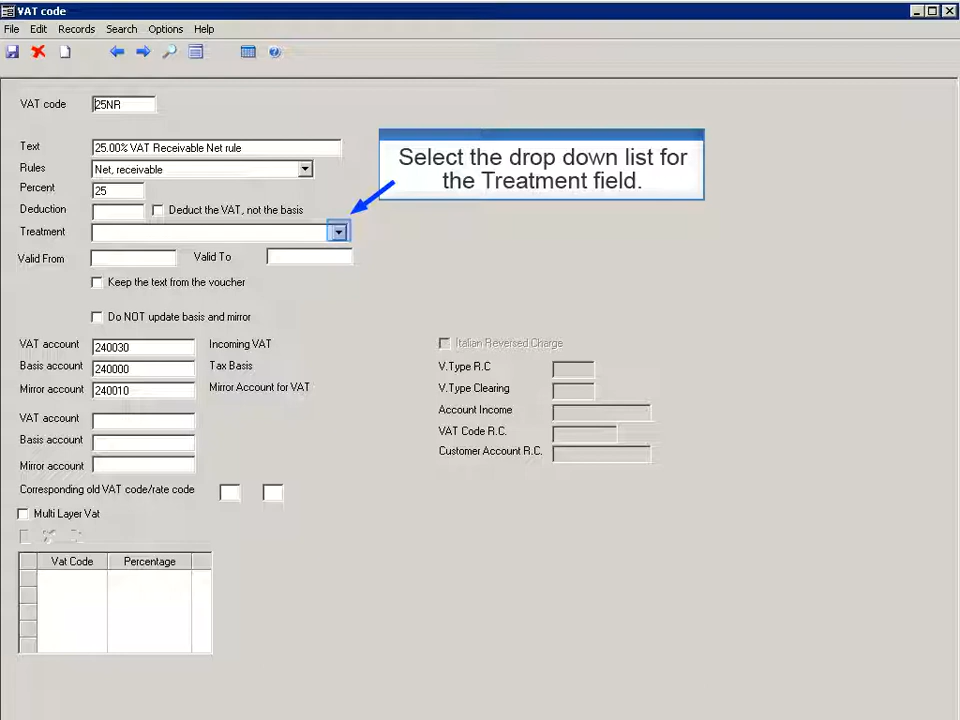 VAT code
File Edit Records Search Options Help
VAT code 25NR
Select the drop down list for
the Treatment field.
Text 25.00% VAT Receivable Net rule
Rules Net, receivable
Percent 25
Deduction Deduct the VAT, not the basis
Treatment
Valid From Valid To
Keep the text from the voucher
Do NOT update basis and mirror
VAT account 240030 Incoming VAT
Basis account 240000 Tax Basis
Mirror account 240010 Mirror Account for VAT
VAT account
Basis account
Mirror account
Italian Reversed Charge
V.Type R.C
V.Type Clearing
Account Income
VAT Code R.C.
Customer Account R.C.
Corresponding old VAT code/rate code
Multi Layer Vat
Vat Code Percentage